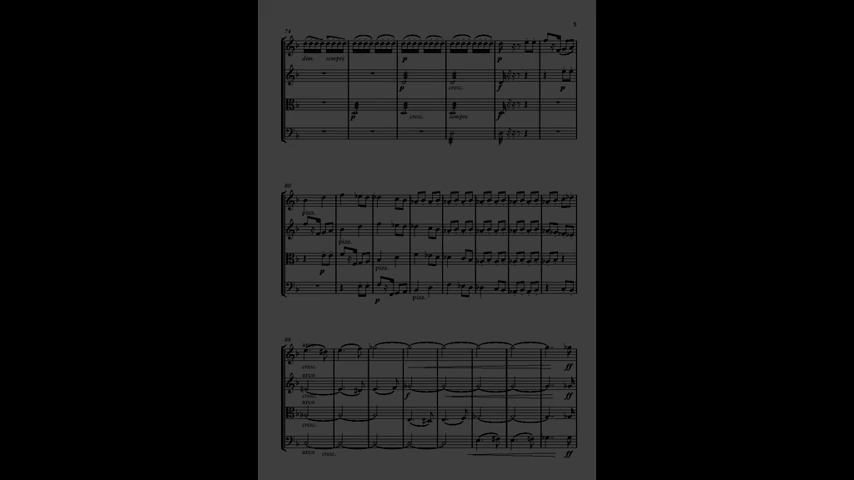 5
74
dim. sempre p p
cresc. f p
p cresc. sempre f
80
pizz.
pizz.
p pizz.
p pizz.
cresc. ff
arco
cresc. f ff
arco
cresc. ff
arco cresc. ff